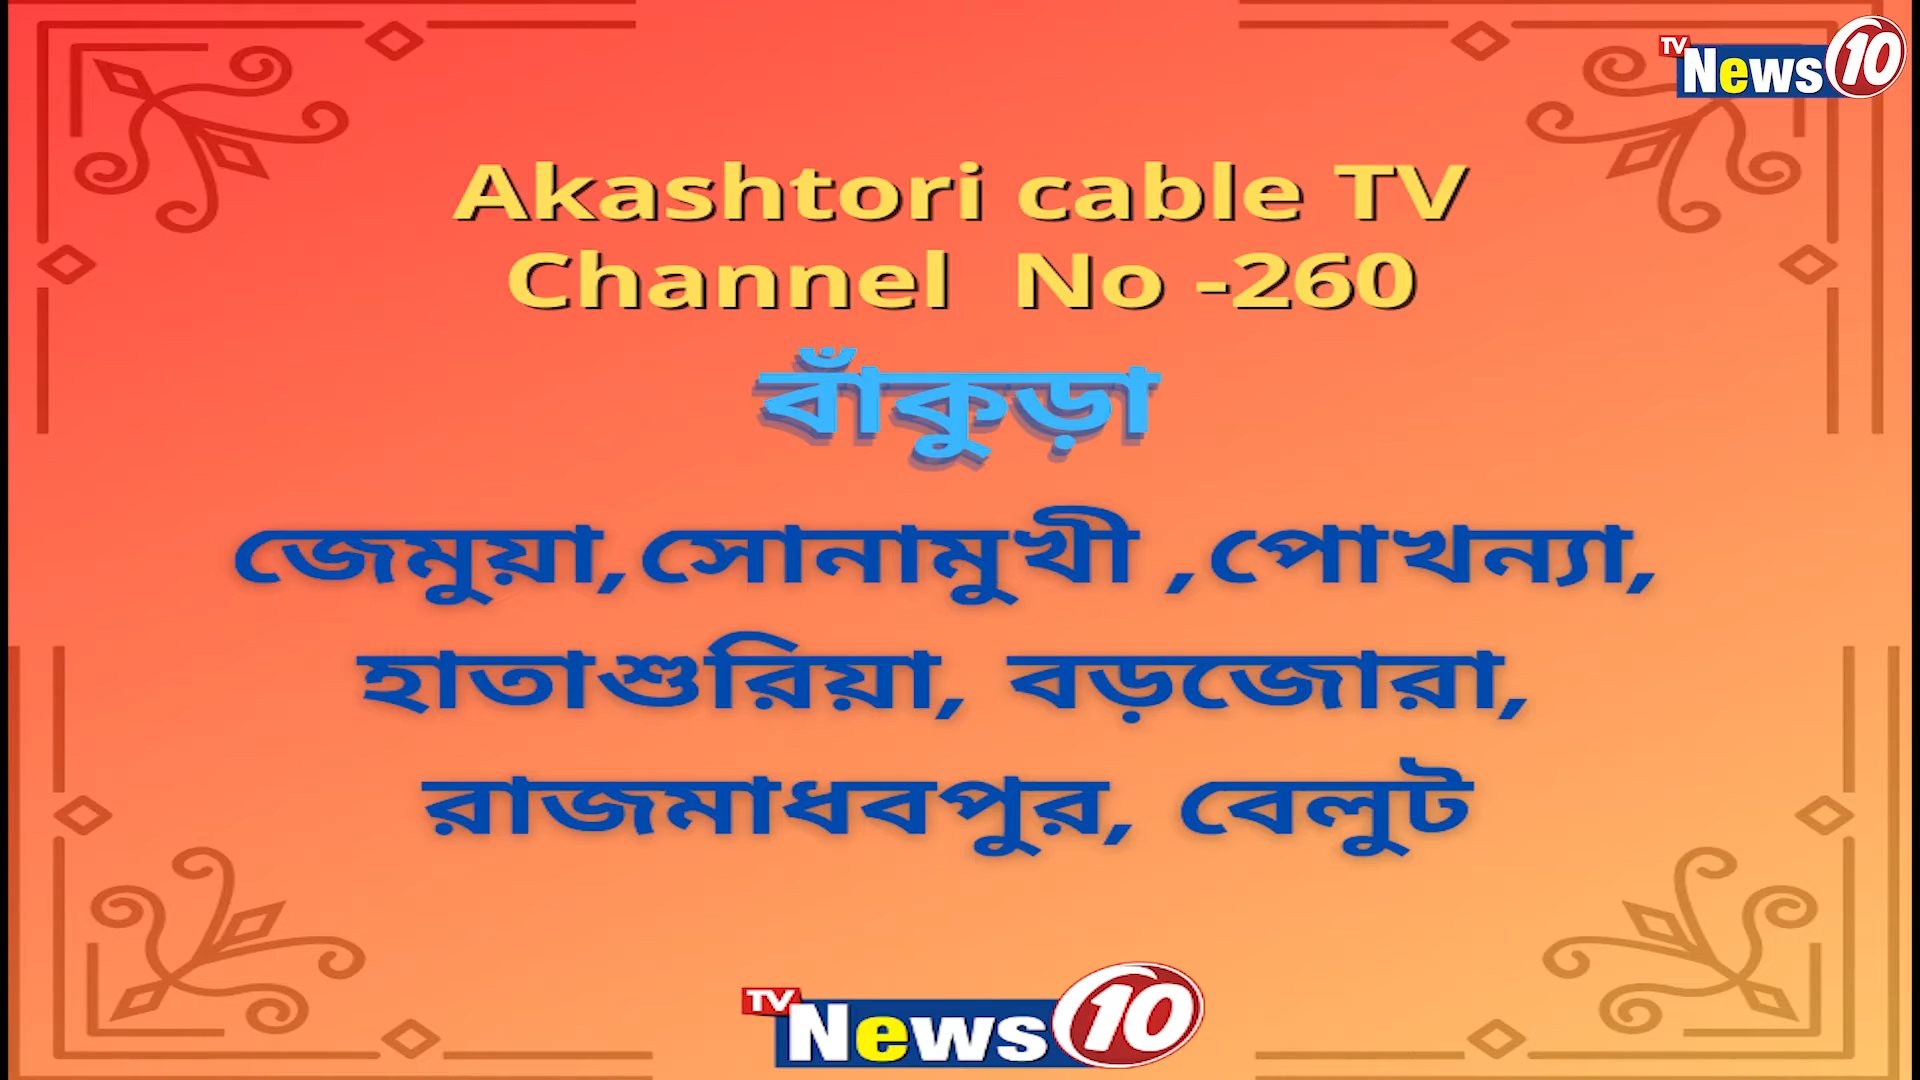 TV News 10
Akashtori cable TV
Channel No -260
বাঁকুড়া
জেমুয়া,সোনামুখী ,পোখন্যা,
হাতাশুরিয়া, বড়জোরা,
রাজমাধবপুর, বেলুট
TV News 10